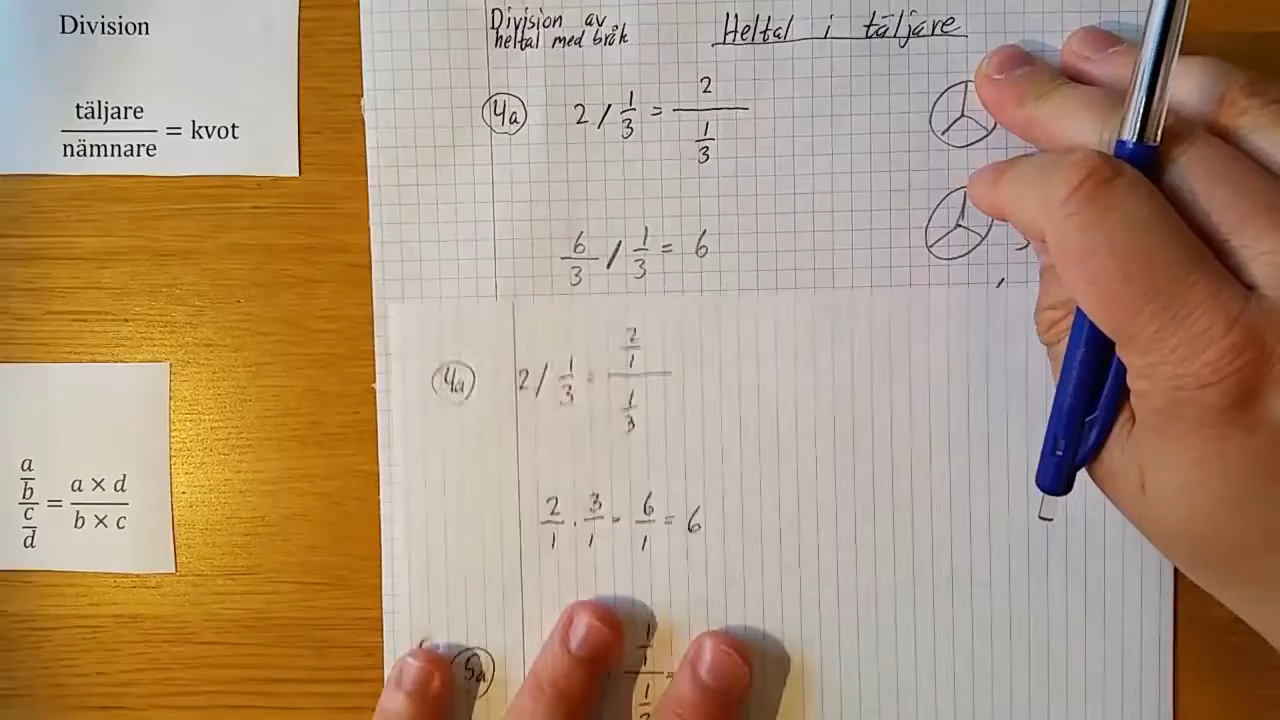 Division
täljare
nämnare
= kvot
a
b
c
d
= a × d
b × c
Division av
heltal med bråk
Heltal i täljare
4a
2 / 1/3 = 2 / 1/3
6/3 / 1/3 = 6
4a
2 / 1/3 = 2/1 / 1/3
2/1 · 3/1 = 6/1 = 6
5a